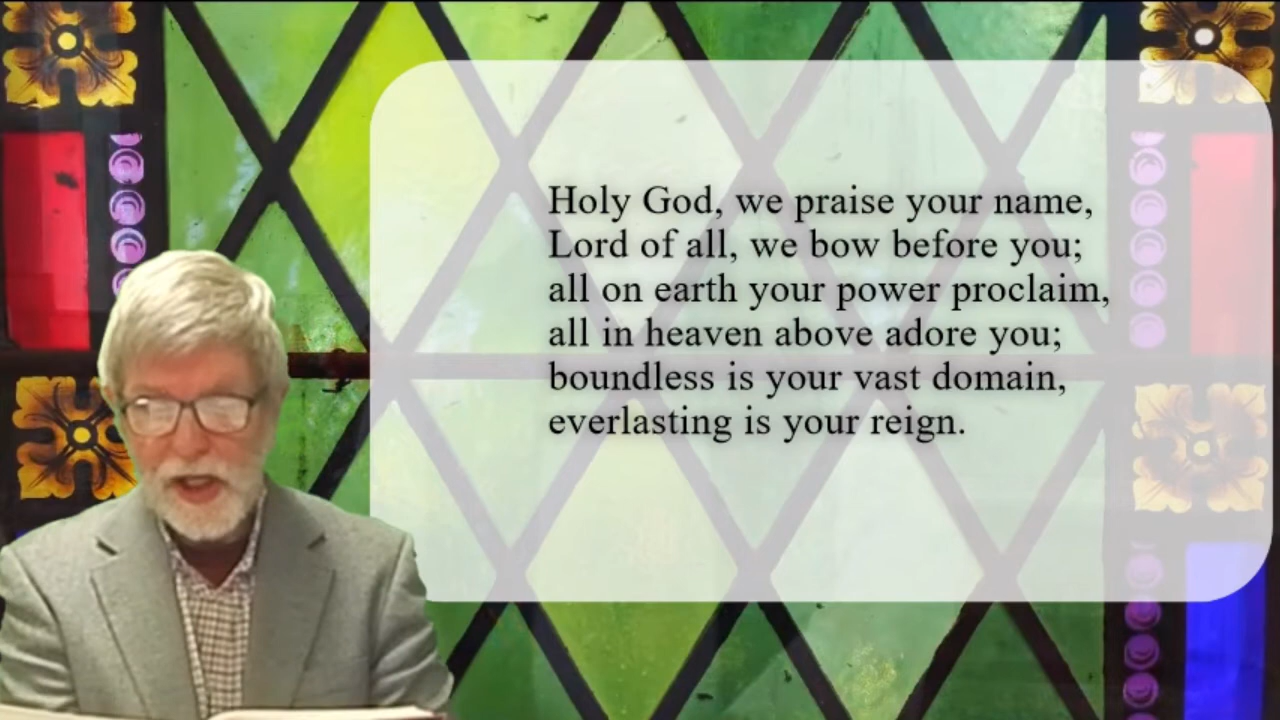 Holy God, we praise your name,
Lord of all, we bow before you;
all on earth your power proclaim,
all in heaven above adore you;
boundless is your vast domain,
everlasting is your reign.